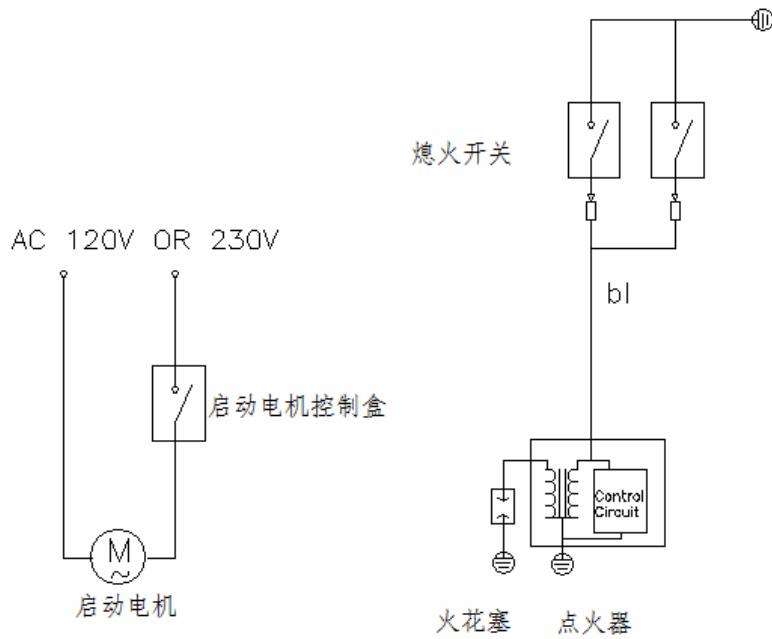 熄火开关
AC 120V OR 230V
bl
启动电机控制盒
Control
Circuit
M
~
启动电机
火花塞
点火器